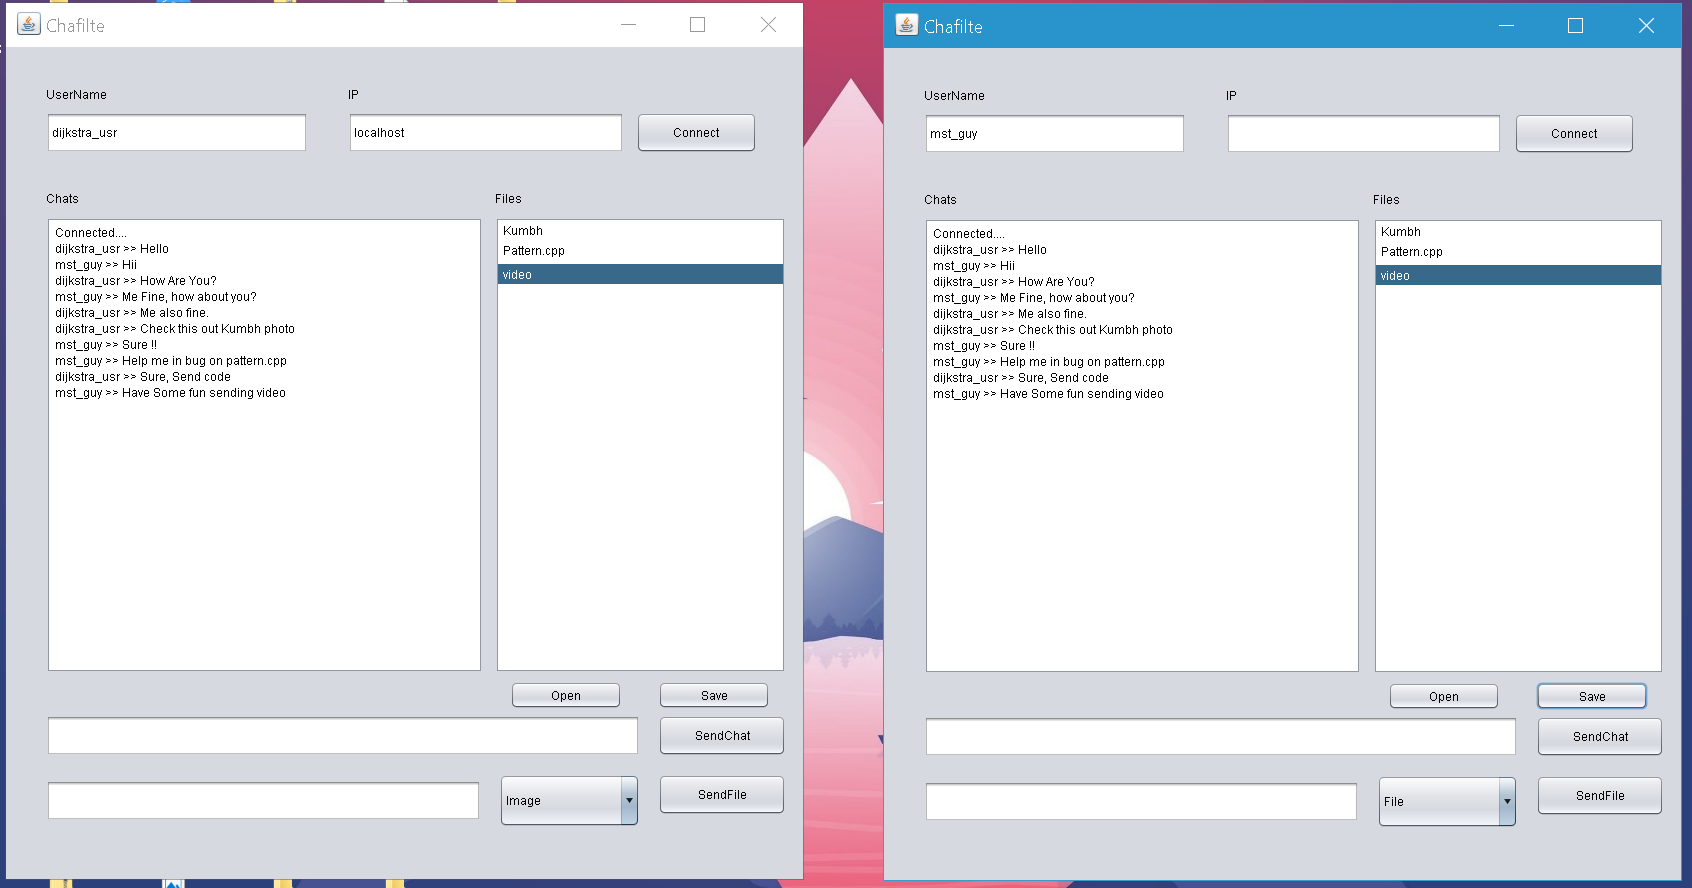 Chafilte
UserName
IP
dijkstra_usr
localhost
Connect
Chats
Files
Connected....
dijkstra_usr >> Hello
mst_guy >> Hii
dijkstra_usr >> How Are You?
mst_guy >> Me Fine, how about you?
dijkstra_usr >> Me also fine.
dijkstra_usr >> Check this out Kumbh photo
mst_guy >> Sure !!
mst_guy >> Help me in bug on pattern.cpp
dijkstra_usr >> Sure, Send code
mst_guy >> Have Some fun sending video
Kumbh
Pattern.cpp
video
Open
Save
SendChat
Image
SendFile
Chafilte
UserName
IP
mst_guy
Connect
Chats
Files
Connected....
dijkstra_usr >> Hello
mst_guy >> Hii
dijkstra_usr >> How Are You?
mst_guy >> Me Fine, how about you?
dijkstra_usr >> Me also fine.
dijkstra_usr >> Check this out Kumbh photo
mst_guy >> Sure !!
mst_guy >> Help me in bug on pattern.cpp
dijkstra_usr >> Sure, Send code
mst_guy >> Have Some fun sending video
Kumbh
Pattern.cpp
video
Open
Save
SendChat
File
SendFile